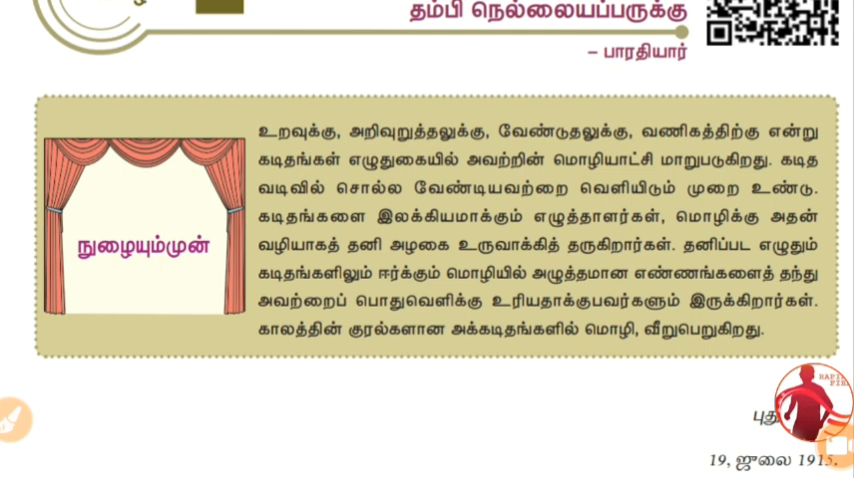 தம்பி நெல்லையப்பருக்கு
– பாரதியார்
உறவுக்கு, அறிவுறுத்தலுக்கு, வேண்டுதலுக்கு, வணிகத்திற்கு என்று
கடிதங்கள் எழுதுகையில் அவற்றின் மொழியாட்சி மாறுபடுகிறது. கடித
வடிவில் சொல்ல வேண்டியவற்றை வெளியிடும் முறை உண்டு.
கடிதங்களை இலக்கியமாக்கும் எழுத்தாளர்கள், மொழிக்கு அதன்
வழியாகத் தனி அழகை உருவாக்கித் தருகிறார்கள். தனிப்பட எழுதும்
கடிதங்களிலும் ஈர்க்கும் மொழியில் அழுத்தமான எண்ணங்களைத் தந்து
அவற்றைப் பொதுவெளிக்கு உரியதாக்குபவர்களும் இருக்கிறார்கள்.
காலத்தின் குரல்களான அக்கடிதங்களில் மொழி, வீறுபெறுகிறது.
நுழையும்முன்
19, ஜுலை 1915.